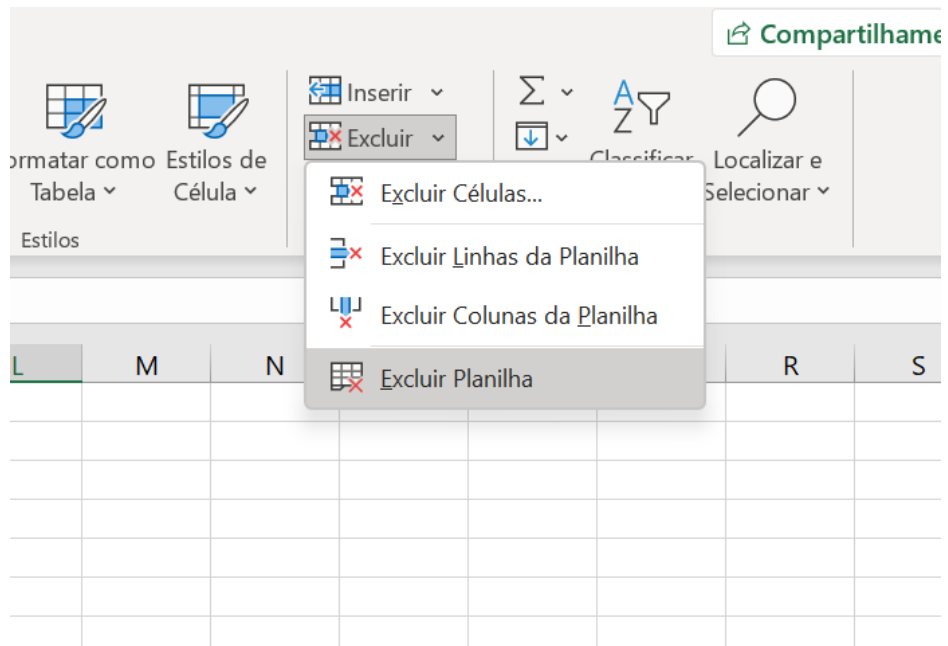 Compartilhame
Inserir
Excluir
ormatar como
Tabela
Estilos de
Célula
Classificar
Localizar e
Selecionar
Estilos
Excluir Células...
Excluir Linhas da Planilha
Excluir Colunas da Planilha
Excluir Planilha
L M N R S